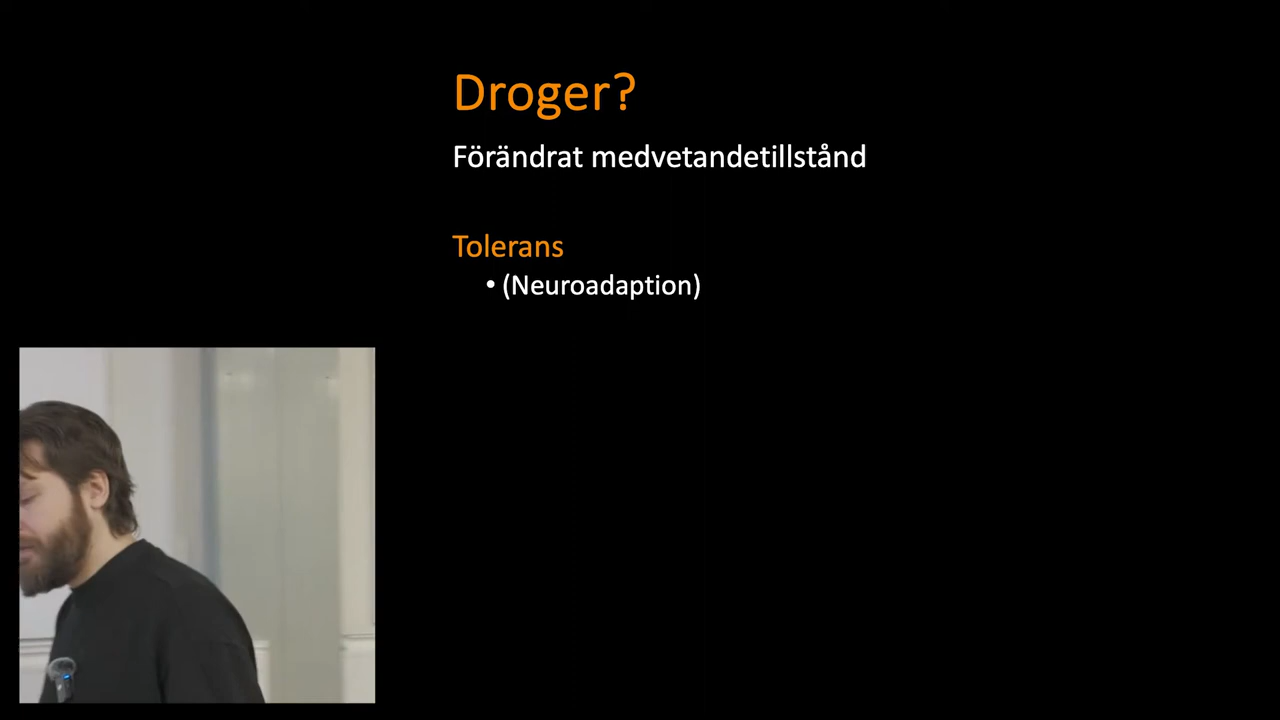 Droger?
Förändrat medvetandetillstånd
Tolerans
• (Neuroadaption)